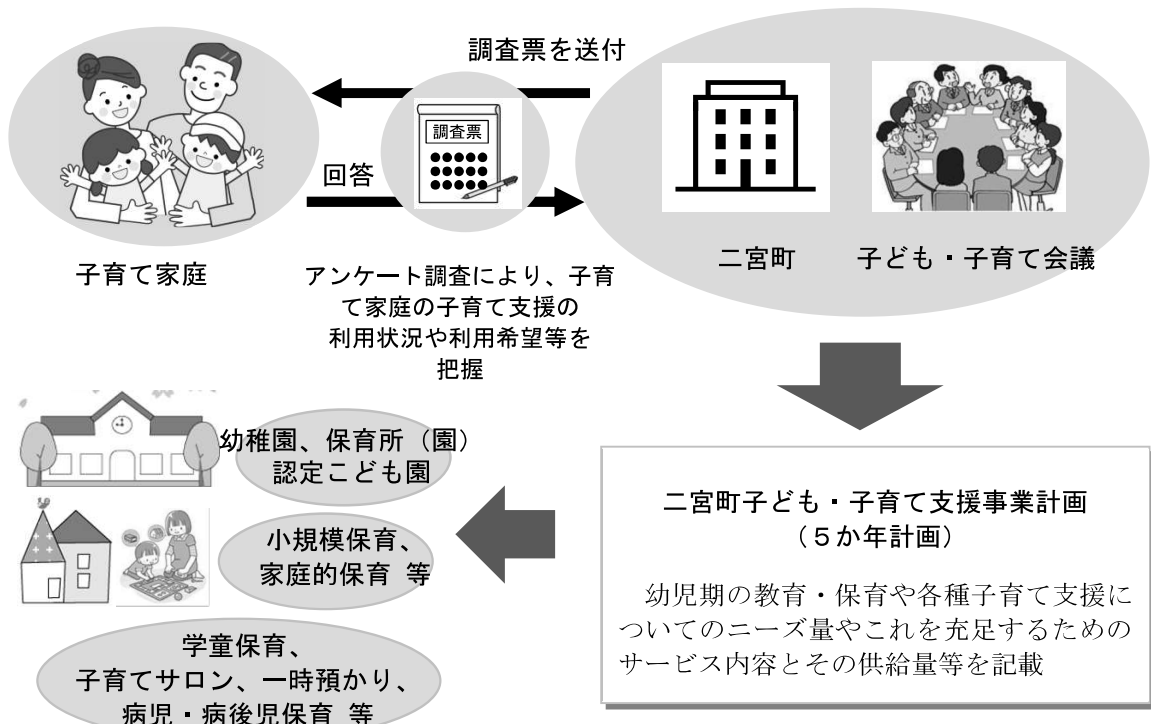 調査票を送付
調査票
回答
子育て家庭
アンケート調査により、子育
て家庭の子育て支援の
利用状況や利用希望等を
把握
二宮町
子ども・子育て会議
二宮町子ども・子育て支援事業計画
（５か年計画）
幼児期の教育・保育や各種子育て支援に
ついてのニーズ量やこれを充足するための
サービス内容とその供給量等を記載
幼稚園、保育所（園）
認定こども園
小規模保育、
家庭的保育 等
学童保育、
子育てサロン、一時預かり、
病児・病後児保育 等